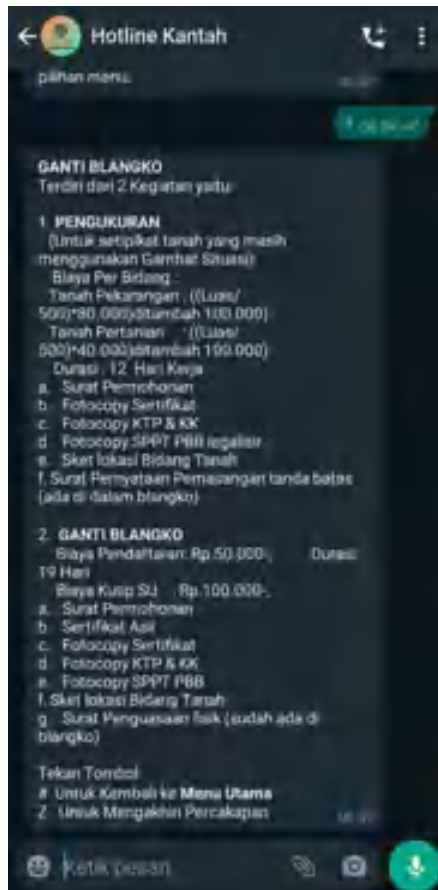 Hotline Kantah
pilihan menu.
GANTI BLANGKO
Terdiri dari 2 Kegiatan yaitu:
1. PENGUKURAN
(Untuk setipikat tanah yang masih
menggunakan Gambar Situasi)
Biaya Per Bidang :
Tanah Pekarangan : ((Luas/
500)*80.000)ditambah 100.000)
Tanah Pertanian : ((Luas/
500)*40.000)ditambah 100.000)
Durasi : 12 Hari Kerja
a. Surat Permohonan
b. Fotocopy Sertifikat
c. Fotocopy KTP & KK
d. Fotocopy SPPT PBB legalisir
e. Sket lokasi Bidang Tanah
f. Surat Pernyataan Pemasangan tanda batas
(ada di dalam blangko)
2. GANTI BLANGKO
Biaya Pendaftaran: Rp.50.000-, Durasi:
19 Hari
Biaya Kutip SU : Rp.100.000-,
a. Surat Permohonan
b. Sertifikat Asli
c. Fotocopy Sertifikat
d. Fotocopy KTP & KK
e. Fotocopy SPPT PBB
f. Sket lokasi Bidang Tanah
g. Surat Penguasaan fisik (sudah ada di
blangko)
Tekan Tombol
# Untuk Kembali ke Menu Utama
Z Untuk Mengakhiri Percakapan
Ketik pesan